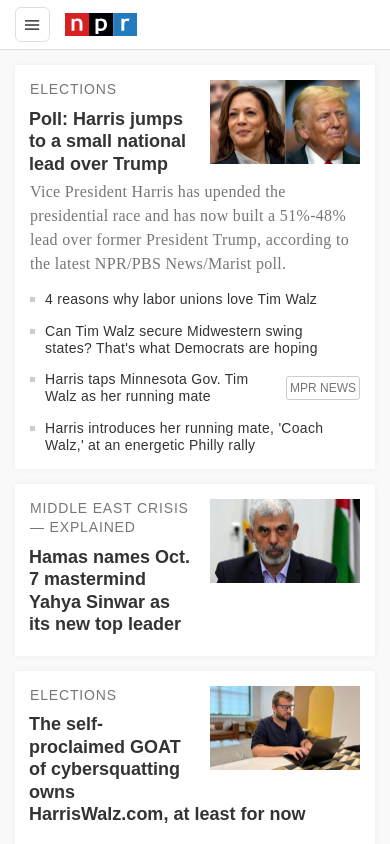 npr
ELECTIONS
Poll: Harris jumps
to a small national
lead over Trump
Vice President Harris has upended the
presidential race and has now built a 51%-48%
lead over former President Trump, according to
the latest NPR/PBS News/Marist poll.
4 reasons why labor unions love Tim Walz
Can Tim Walz secure Midwestern swing
states? That's what Democrats are hoping
Harris taps Minnesota Gov. Tim
Walz as her running mate
MPR NEWS
Harris introduces her running mate, 'Coach
Walz,' at an energetic Philly rally
MIDDLE EAST CRISIS
— EXPLAINED
Hamas names Oct.
7 mastermind
Yahya Sinwar as
its new top leader
ELECTIONS
The self-
proclaimed GOAT
of cybersquatting
owns
HarrisWalz.com, at least for now